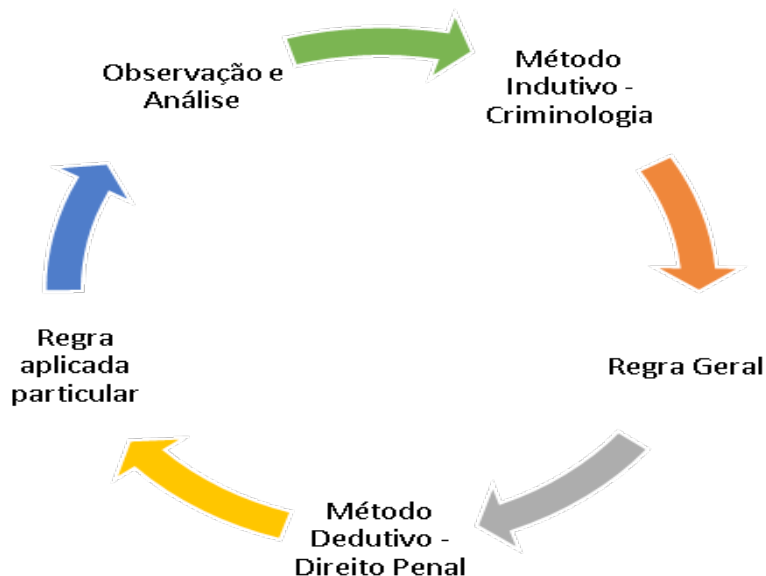 Observação e
Análise
Método
Indutivo -
Criminologia
Regra Geral
Método
Dedutivo -
Direito Penal
Regra
aplicada
particular